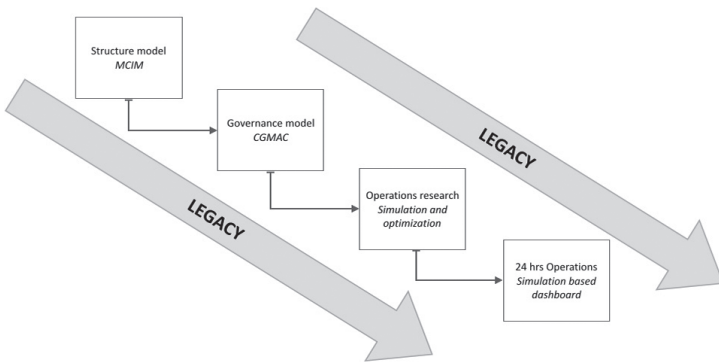 Structure model
MCIM
Governance model
CGMAC
LEGACY
Operations research
Simulation and
optimization
LEGACY
24 hrs Operations
Simulation based
dashboard